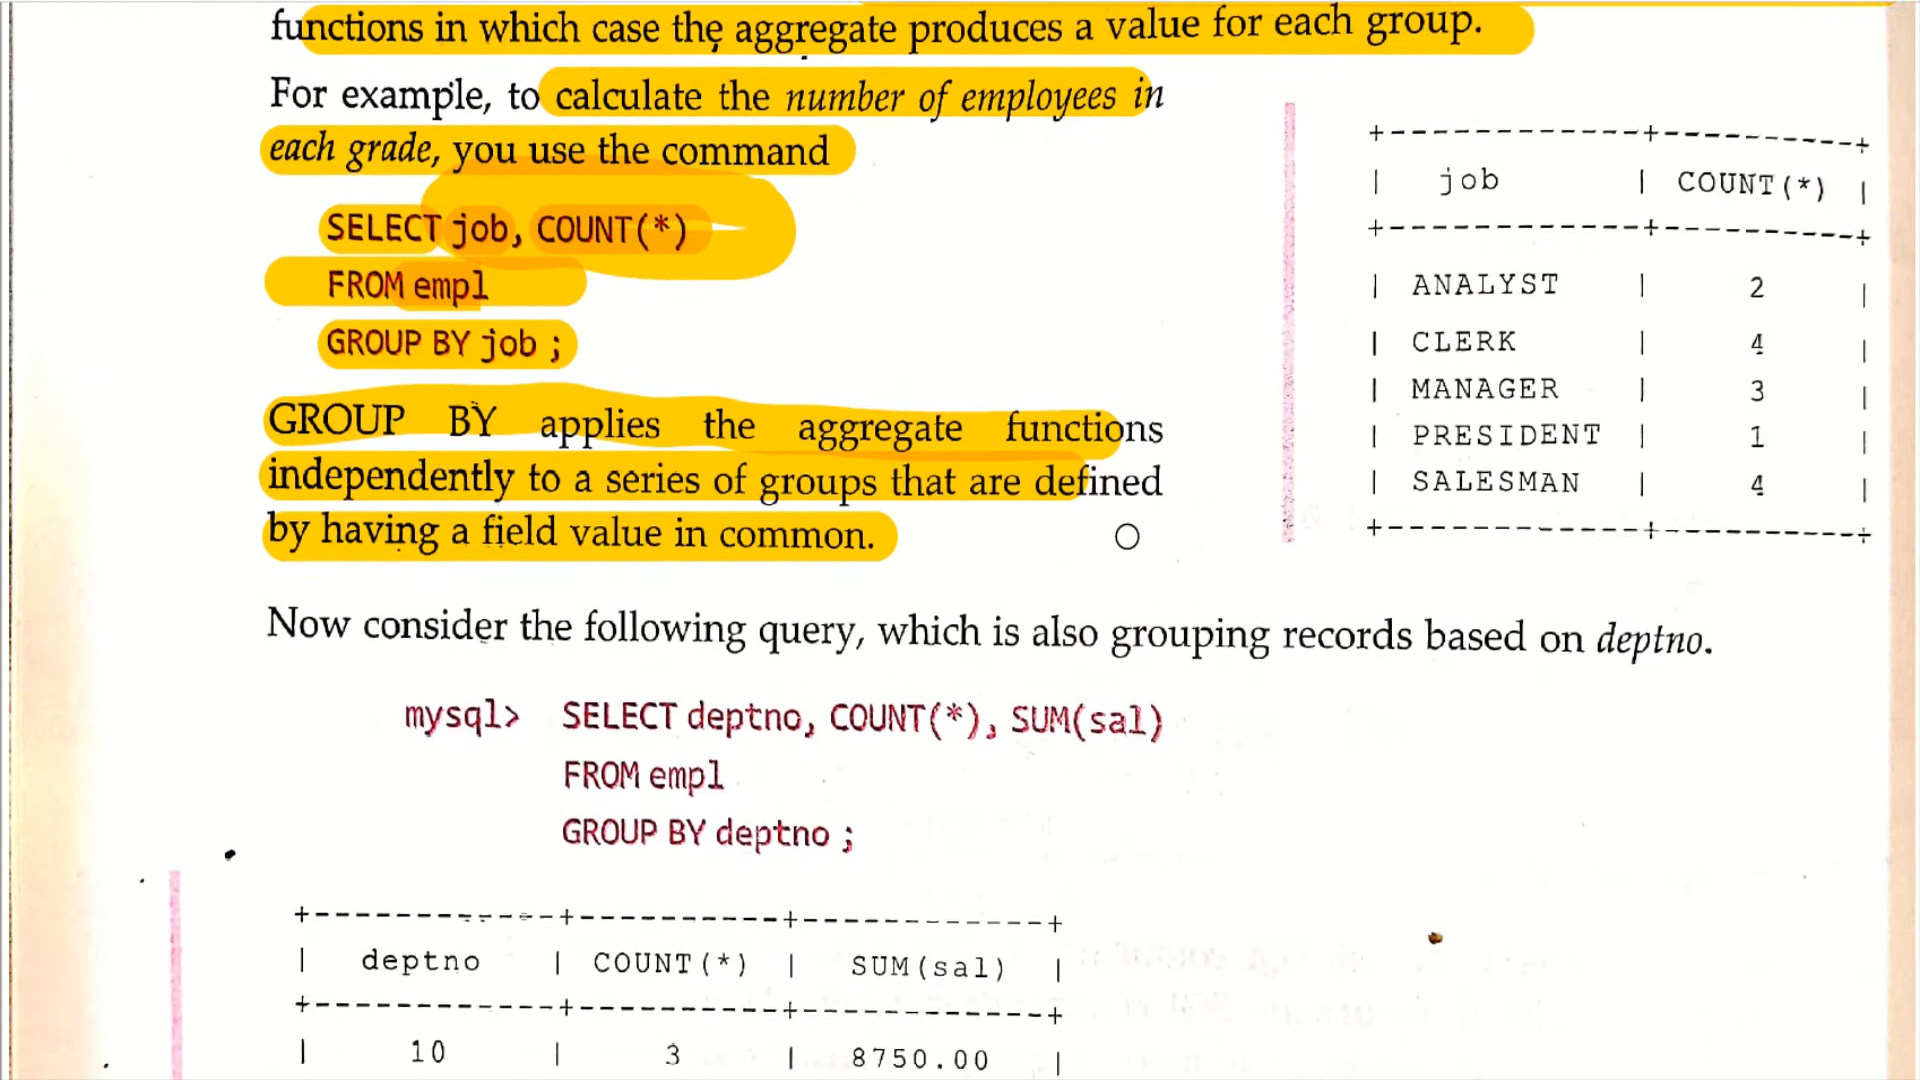 functions in which case the aggregate produces a value for each group.
For example, to calculate the number of employees in
each grade, you use the command
SELECT job, COUNT(*)
FROM empl
GROUP BY job ;
GROUP BY applies the aggregate functions
independently to a series of groups that are defined
by having a field value in common.
+------------+----------+
| job | COUNT(*) |
+------------+----------+
| ANALYST | 2 |
| CLERK | 4 |
| MANAGER | 3 |
| PRESIDENT | 1 |
| SALESMAN | 4 |
+------------+----------+
Now consider the following query, which is also grouping records based on deptno.
mysql> SELECT deptno, COUNT(*), SUM(sal)
FROM empl
GROUP BY deptno ;
+------------+----------+------------+
| deptno | COUNT(*) | SUM(sal) |
+------------+----------+------------+
| 10 | 3 | 8750.00 |